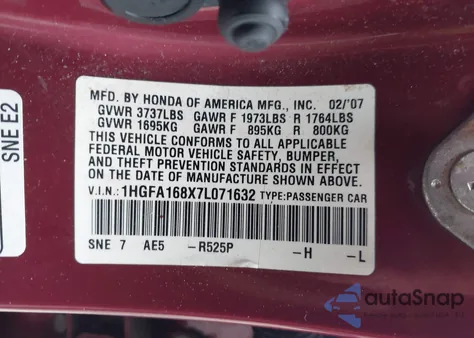 SNE E2
MFD. BY HONDA OF AMERICA MFG., INC. 02/'07
GVWR 3737LBS GAWR F 1973LBS R 1764LBS
GVWR 1695KG GAWR F 895KG R 800KG
THIS VEHICLE CONFORMS TO ALL APPLICABLE
FEDERAL MOTOR VEHICLE SAFETY, BUMPER,
AND THEFT PREVENTION STANDARDS IN EFFECT
ON THE DATE OF MANUFACTURE SHOWN ABOVE.
V.I.N.: 1HGFA168X7L071632 TYPE:PASSENGER CAR
SNE 7 AE5 –R525P –H –L
autoSnap